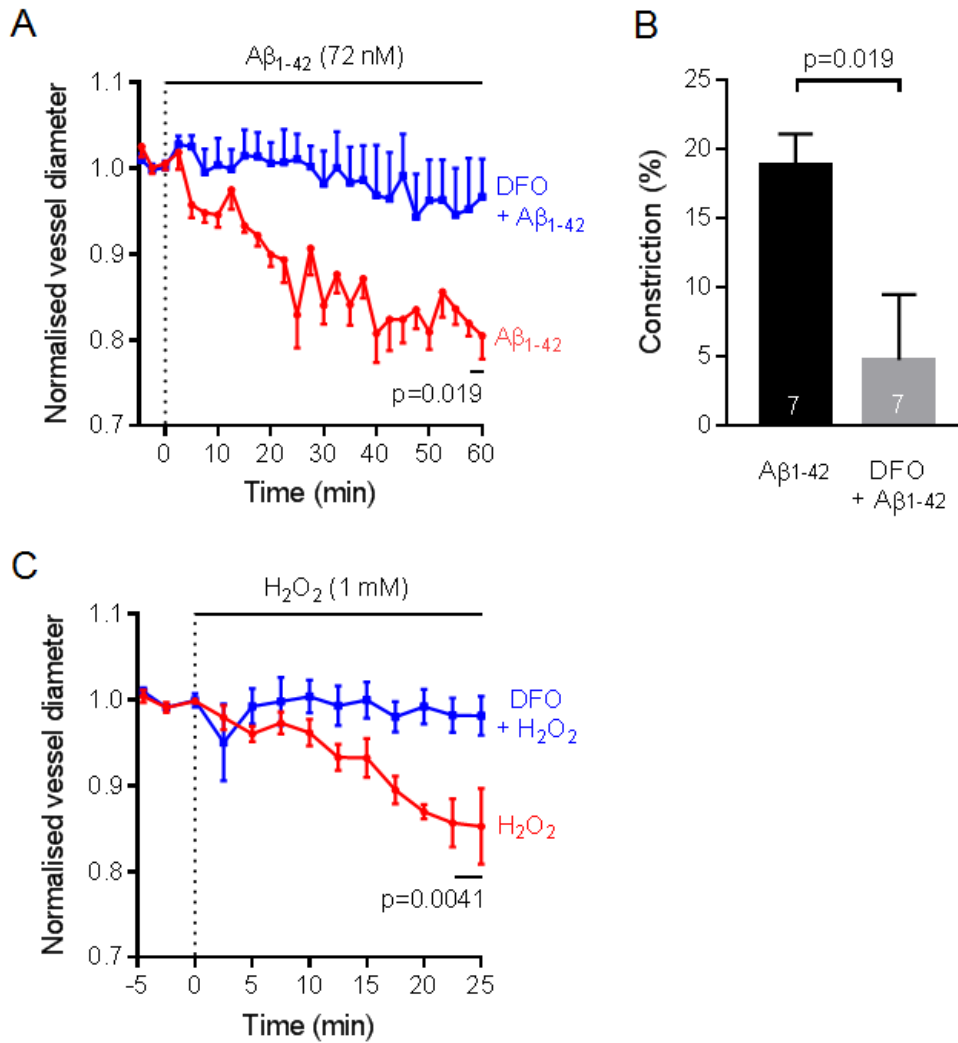 A
Aβ₁₋₄₂ (72 nM)
Normalised vessel diameter
1.1
1.0
0.9
0.8
0.7
DFO
+ Aβ₁₋₄₂
Aβ₁₋₄₂
p=0.019
0 10 20 30 40 50 60
Time (min)
B
p=0.019
Constriction (%)
25
20
15
10
5
0
7 7
Aβ1-42 DFO
+ Aβ1-42
C
H₂O₂ (1 mM)
Normalised vessel diameter
1.1
1.0
0.9
0.8
0.7
DFO
+ H₂O₂
H₂O₂
p=0.0041
-5 0 5 10 15 20 25
Time (min)